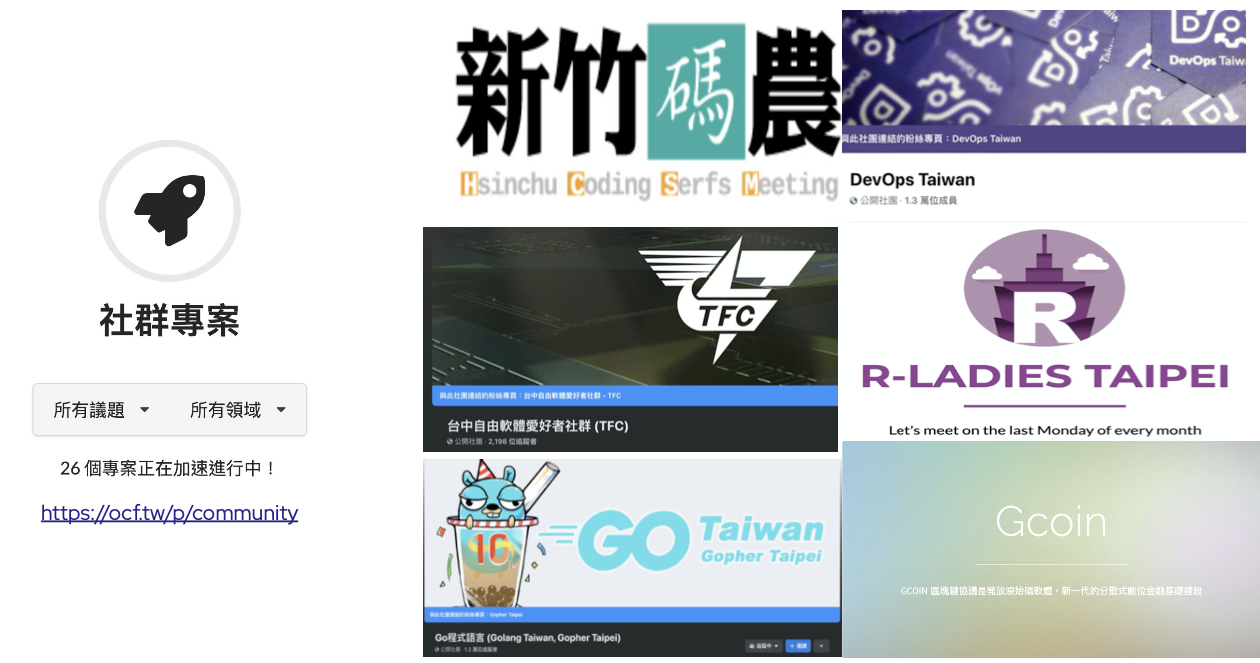 社群專案
所有議題 所有領域
26 個專案正在加速進行中！
https://ocf.tw/p/community
新竹碼農
Hsinchu Coding Serfs Meeting
TFC
與此社團連結的粉絲專頁：台中自由軟體愛好者社群 - TFC
台中自由軟體愛好者社群 (TFC)
公開社團 · 2,198 位追蹤者
10
GO Taiwan
Gopher Taipei
與此社團連結的粉絲專頁：Gopher Taipei
Go程式語言 (Golang Taiwan, Gopher Taipei)
公開社團 · 1.2 萬位追蹤者
追蹤中
+ 邀請
DevOps Taiw
與此社團連結的粉絲專頁：DevOps Taiwan
DevOps Taiwan
公開社團 · 1.3 萬位成員
R
R-LADIES TAIPEI
Let's meet on the last Monday of every month
Gcoin
GCOIN 區塊鏈協議是開放原始碼軟體，新一代的分散式數位金融基礎建設